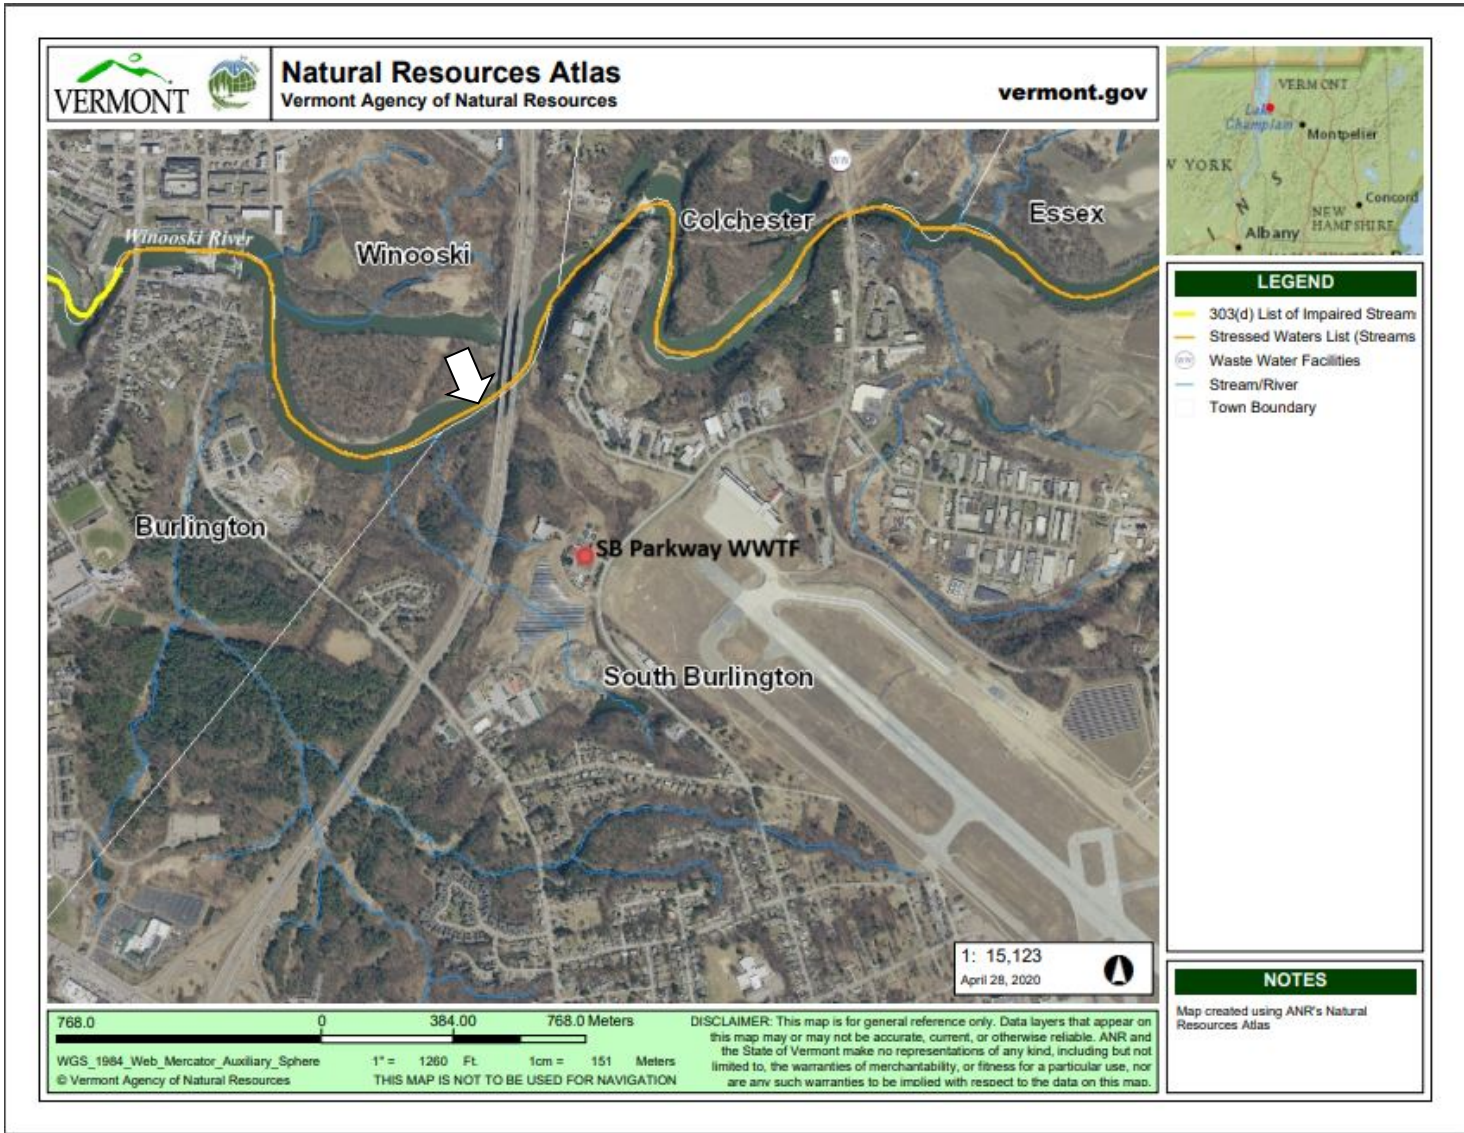 VERMONT
Natural Resources Atlas
Vermont Agency of Natural Resources
vermont.gov
VERMONT
Lake
Champlain
Montpelier
W YORK
Concord
NEW
HAMPSHIRE
Albany
Winooski River
Winooski
Colchester
Essex
WW
Burlington
SB Parkway WWTF
South Burlington
1: 15,123
April 28, 2020
LEGEND
303(d) List of Impaired Stream
Stressed Waters List (Streams
WW Waste Water Facilities
Stream/River
Town Boundary
NOTES
Map created using ANR's Natural
Resources Atlas
768.0 0 384.00 768.0 Meters
WGS_1984_Web_Mercator_Auxiliary_Sphere 1" = 1260 Ft. 1cm = 151 Meters
© Vermont Agency of Natural Resources THIS MAP IS NOT TO BE USED FOR NAVIGATION
DISCLAIMER: This map is for general reference only. Data layers that appear on
this map may or may not be accurate, current, or otherwise reliable. ANR and
the State of Vermont make no representations of any kind, including but not
limited to, the warranties of merchantability, or fitness for a particular use, nor
are any such warranties to be implied with respect to the data on this map.